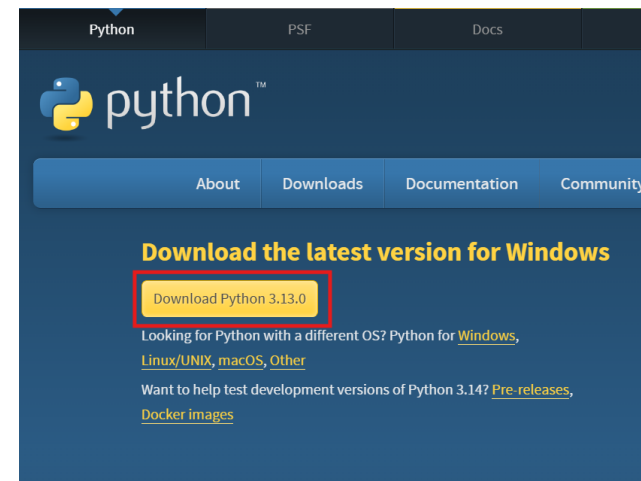 Python PSF Docs
python™
About Downloads Documentation Community
Download the latest version for Windows
Download Python 3.13.0
Looking for Python with a different OS? Python for Windows,
Linux/UNIX, macOS, Other
Want to help test development versions of Python 3.14? Pre-releases,
Docker images